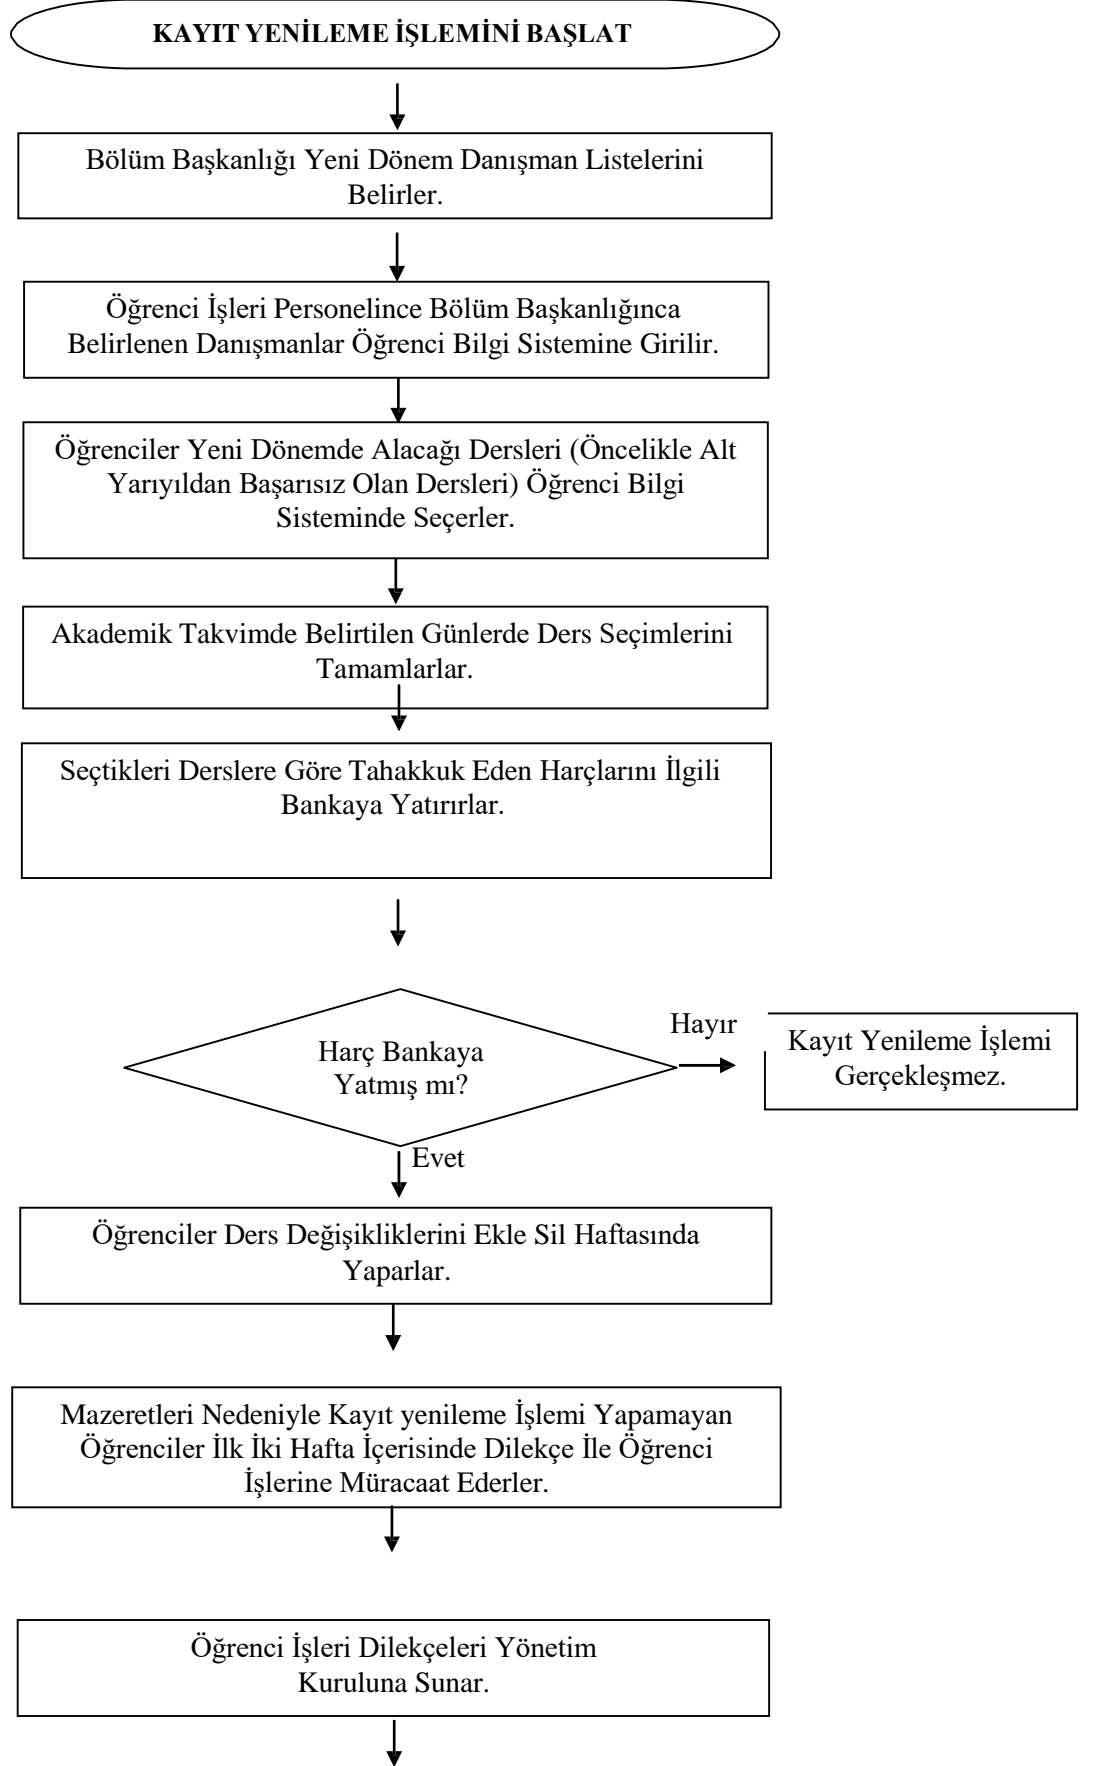 KAYIT YENİLEME İŞLEMİNİ BAŞLAT
Bölüm Başkanlığı Yeni Dönem Danışman Listelerini
Belirler.
Öğrenci İşleri Personelince Bölüm Başkanlığınca
Belirlenen Danışmanlar Öğrenci Bilgi Sistemine Girilir.
Öğrenciler Yeni Dönemde Alacağı Dersleri (Öncelikle Alt
Yarıyıldan Başarısız Olan Dersleri) Öğrenci Bilgi
Sisteminde Seçerler.
Akademik Takvimde Belirtilen Günlerde Ders Seçimlerini
Tamamlarlar.
Seçtikleri Derslere Göre Tahakkuk Eden Harçlarını İlgili
Bankaya Yatırırlar.
Harç Bankaya
Yatmış mı?
Hayır
Kayıt Yenileme İşlemi
Gerçekleşmez.
Evet
Öğrenciler Ders Değişikliklerini Ekle Sil Haftasında
Yaparlar.
Mazeretleri Nedeniyle Kayıt yenileme İşlemi Yapamayan
Öğrenciler İlk İki Hafta İçerisinde Dilekçe İle Öğrenci
İşlerine Müracaat Ederler.
Öğrenci İşleri Dilekçeleri Yönetim
Kuruluna Sunar.